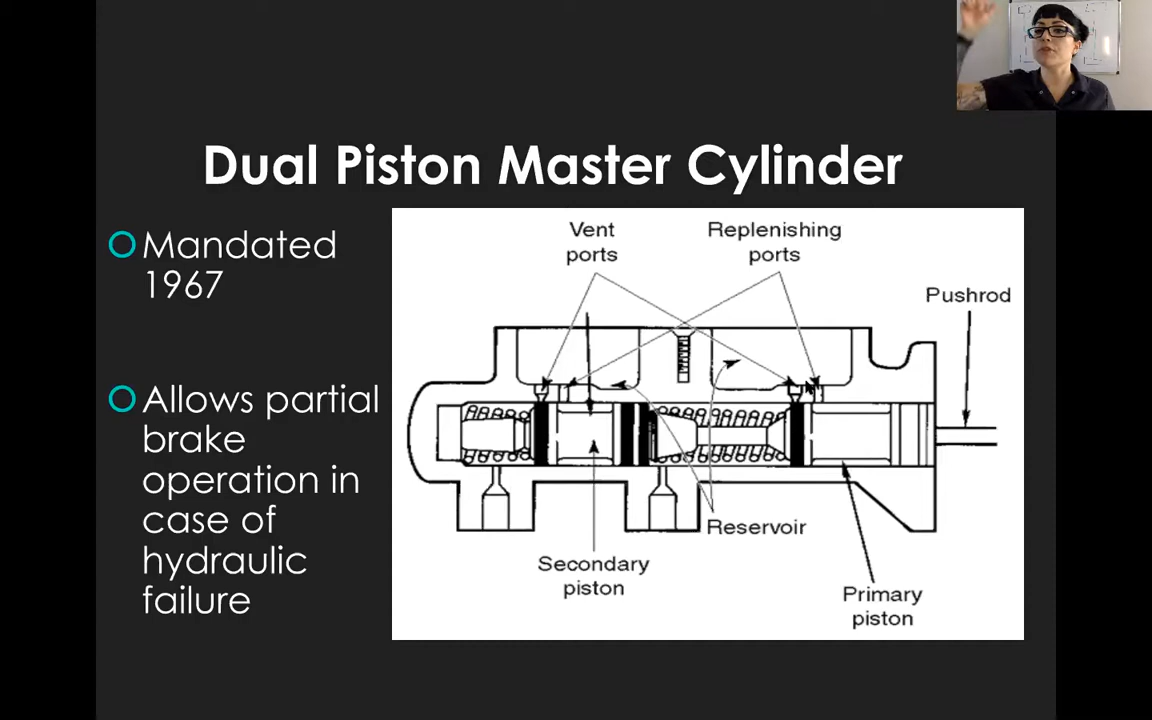 Dual Piston Master Cylinder
Mandated
1967
Allows partial
brake
operation in
case of
hydraulic
failure
Vent
ports
Replenishing
ports
Pushrod
Reservoir
Secondary
piston
Primary
piston